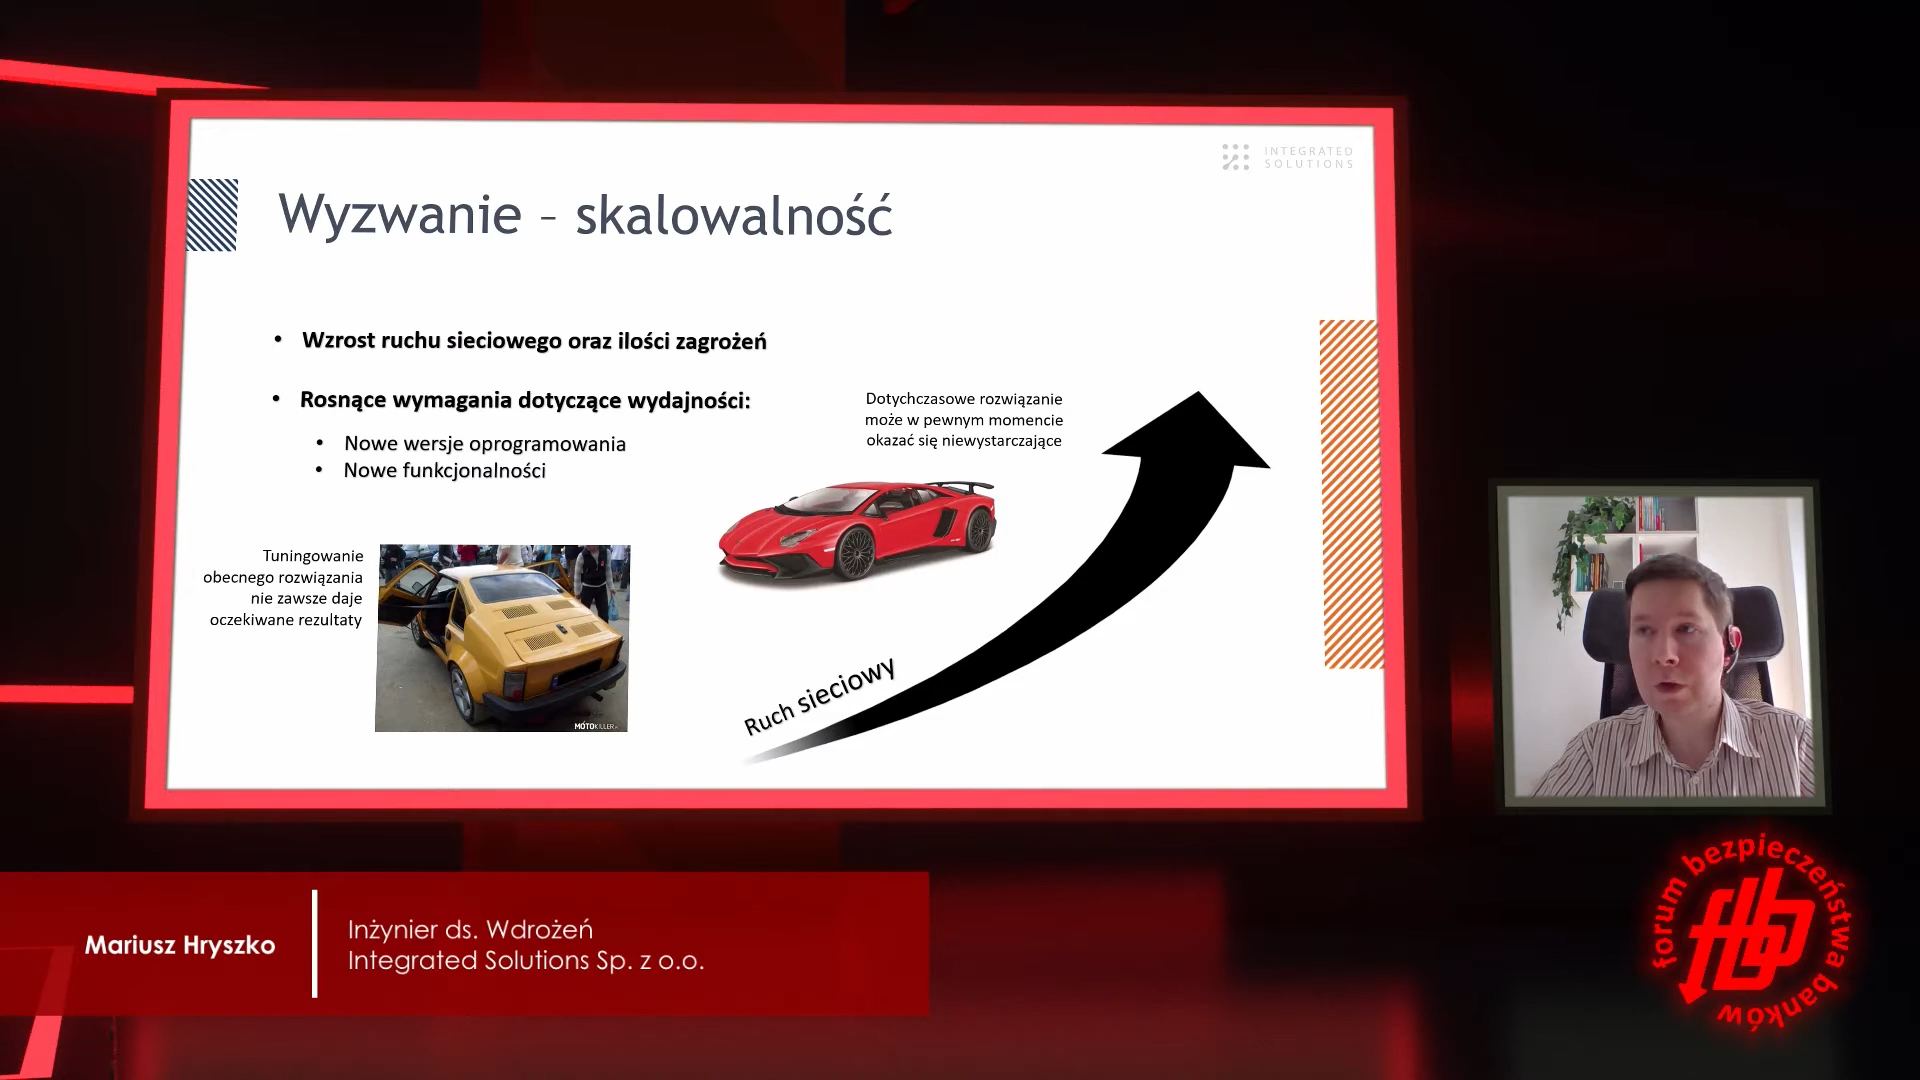 INTEGRATED
SOLUTIONS
Wyzwanie – skalowalność
• Wzrost ruchu sieciowego oraz ilości zagrożeń
• Rosnące wymagania dotyczące wydajności:
• Nowe wersje oprogramowania
• Nowe funkcjonalności
Dotychczasowe rozwiązanie
może w pewnym momencie
okazać się niewystarczające
Tuningowanie
obecnego rozwiązania
nie zawsze daje
oczekiwane rezultaty
MOTOKILLER
Ruch sieciowy
Mariusz Hryszko
Inżynier ds. Wdrożeń
Integrated Solutions Sp. z o.o.
forum bezpieczeństwa banków
fbb